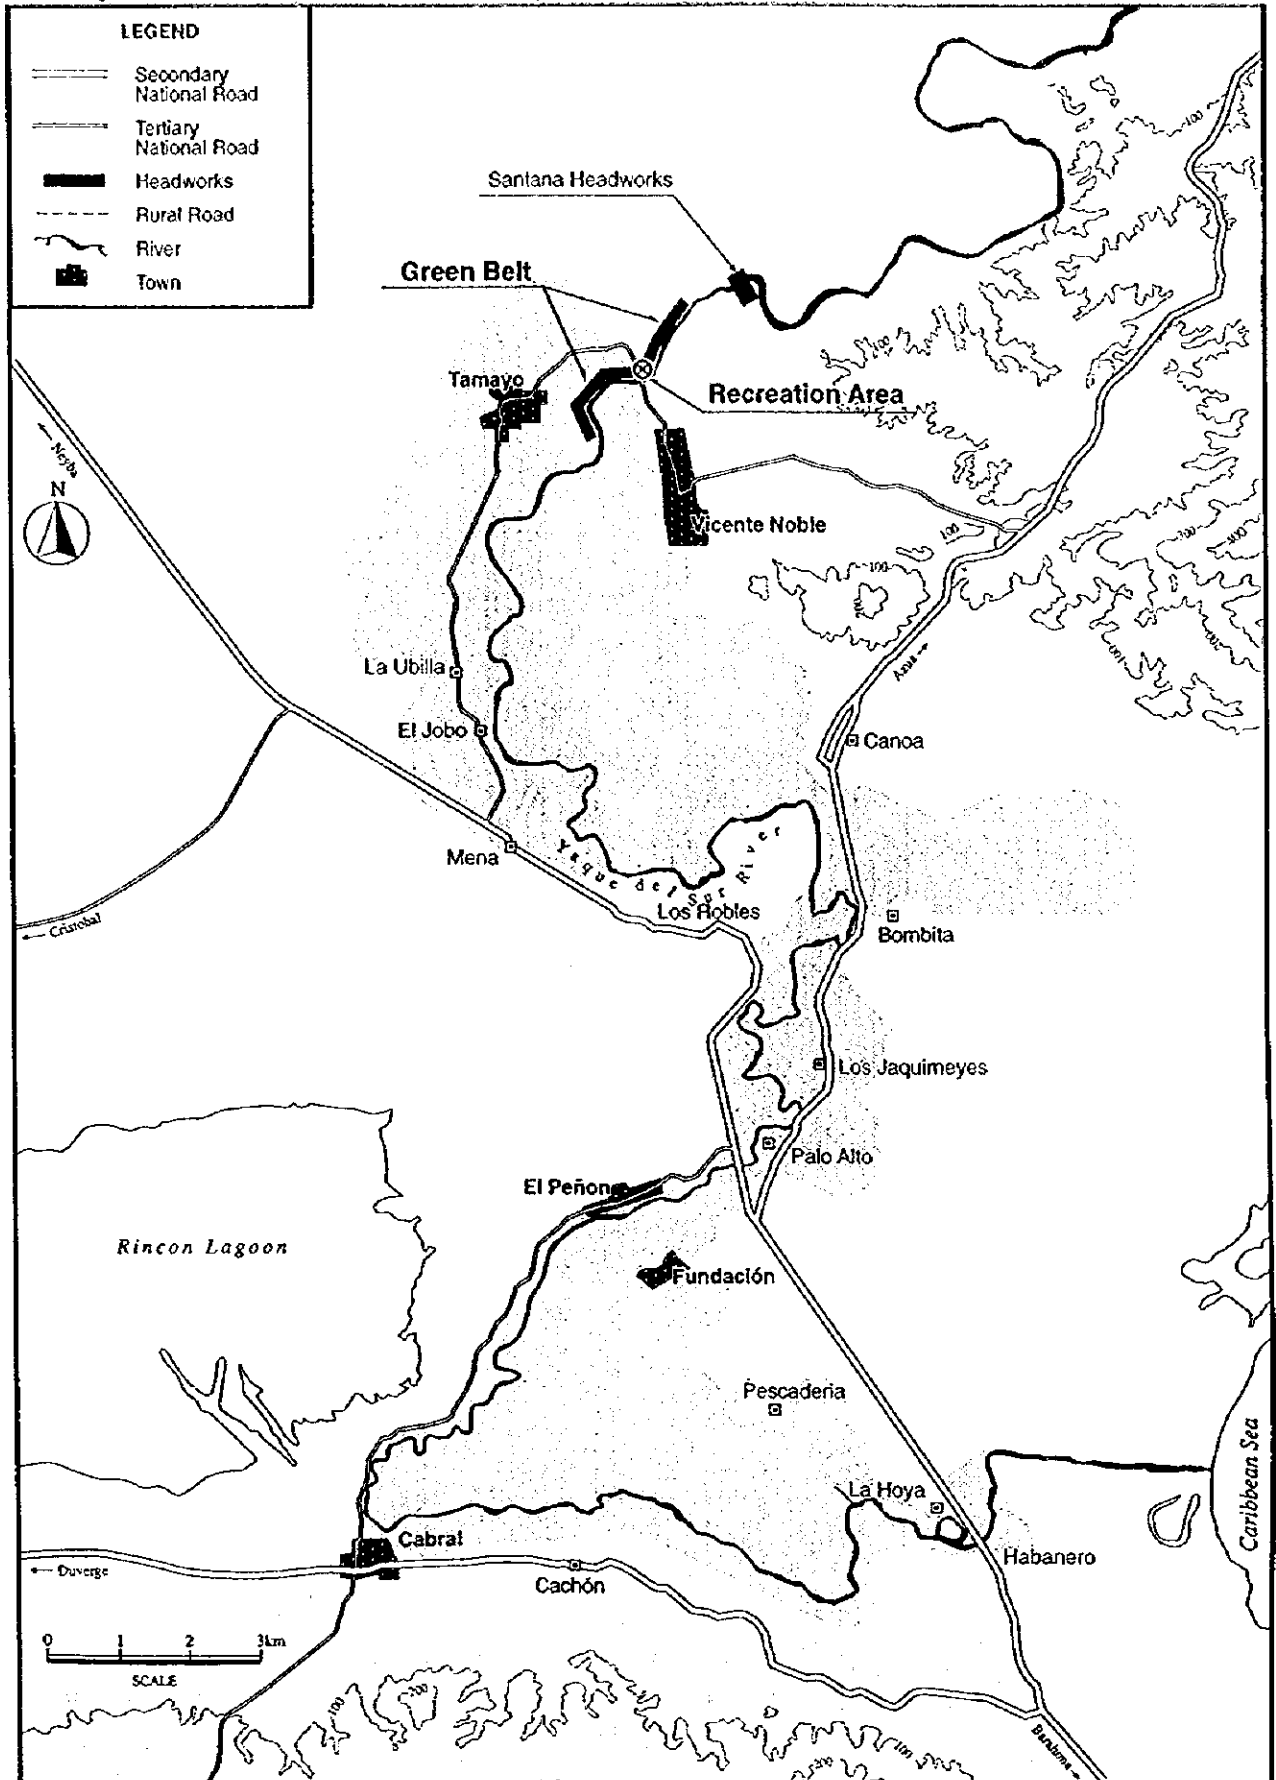 LEGEND
Secondary
National Road
Tertiary
National Road
Headworks
Rural Road
River
Town
Santana Headworks
Green Belt
Recreation Area
Tamayo
Vicente Noble
← Neyba
N
La Ubilla
El Jobo
Azua →
Canoa
Mena
Yaque del Sur River
Los Robles
Bombita
← Cristobal
Los Jaquimeyes
Palo Alto
El Peñon
Rincon Lagoon
Fundación
Pescaderia
La Hoya
Caribbean Sea
Cabral
Habanero
← Duverge
Cachón
0 1 2 3km
SCALE
Barahona →
100
100
100
100
200
100
200